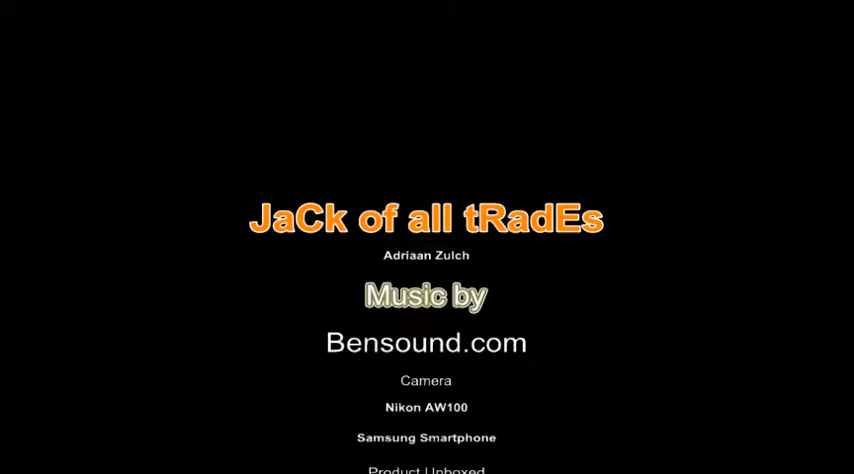 JaCk of all tRadEs
Adriaan Zulch
Music by
Bensound.com
Camera
Nikon AW100
Samsung Smartphone
Product Unboxed